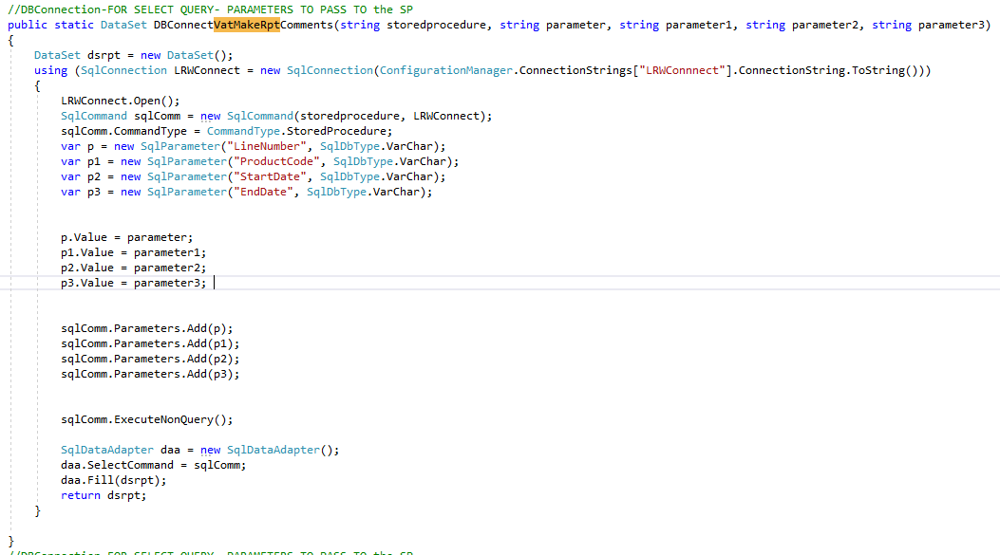 //DBConnection-FOR SELECT QUERY- PARAMETERS TO PASS TO the SP
public static DataSet DBConnectVatMakeRptComments(string storedprocedure, string parameter, string parameter1, string parameter2, string parameter3)
{
DataSet dsrpt = new DataSet();
using (SqlConnection LRWConnect = new SqlConnection(ConfigurationManager.ConnectionStrings["LRWConnnect"].ConnectionString.ToString()))
{
LRWConnect.Open();
SqlCommand sqlComm = new SqlCommand(storedprocedure, LRWConnect);
sqlComm.CommandType = CommandType.StoredProcedure;
var p = new SqlParameter("LineNumber", SqlDbType.VarChar);
var p1 = new SqlParameter("ProductCode", SqlDbType.VarChar);
var p2 = new SqlParameter("StartDate", SqlDbType.VarChar);
var p3 = new SqlParameter("EndDate", SqlDbType.VarChar);
p.Value = parameter;
p1.Value = parameter1;
p2.Value = parameter2;
p3.Value = parameter3;
sqlComm.Parameters.Add(p);
sqlComm.Parameters.Add(p1);
sqlComm.Parameters.Add(p2);
sqlComm.Parameters.Add(p3);
sqlComm.ExecuteNonQuery();
SqlDataAdapter daa = new SqlDataAdapter();
daa.SelectCommand = sqlComm;
daa.Fill(dsrpt);
return dsrpt;
}
}
//DBConnection-FOR SELECT QUERY- PARAMETERS TO PASS TO the SP